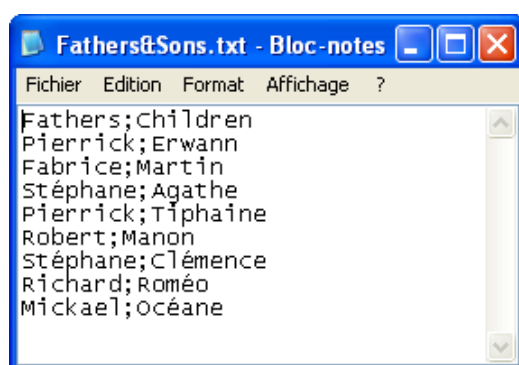 Fathers&Sons.txt - Bloc-notes
Fichier Edition Format Affichage ?
Fathers;Children
Pierrick;Erwann
Fabrice;Martin
Stéphane;Agathe
Pierrick;Tiphaine
Robert;Manon
Stéphane;Clémence
Richard;Roméo
Mickael;Océane